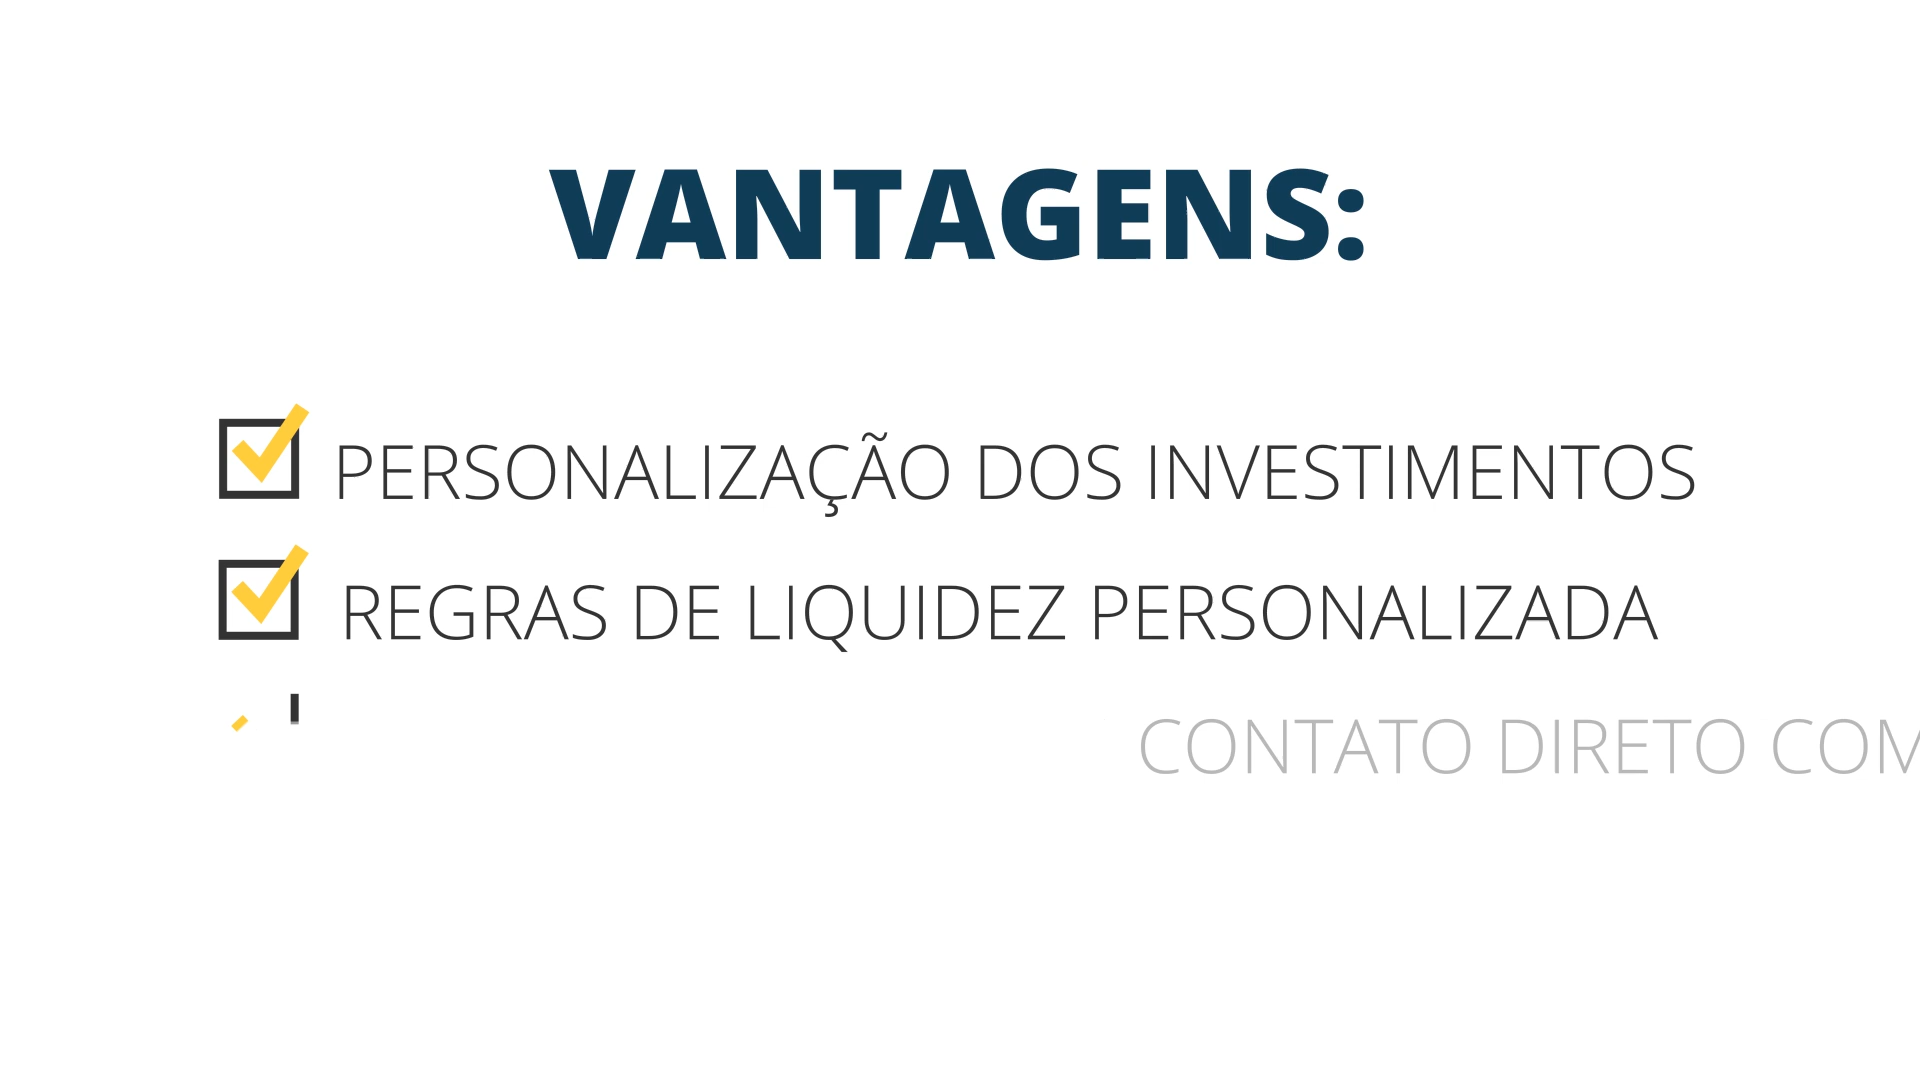 VANTAGENS:
PERSONALIZAÇÃO DOS INVESTIMENTOS
REGRAS DE LIQUIDEZ PERSONALIZADA
CONTATO DIRETO COM